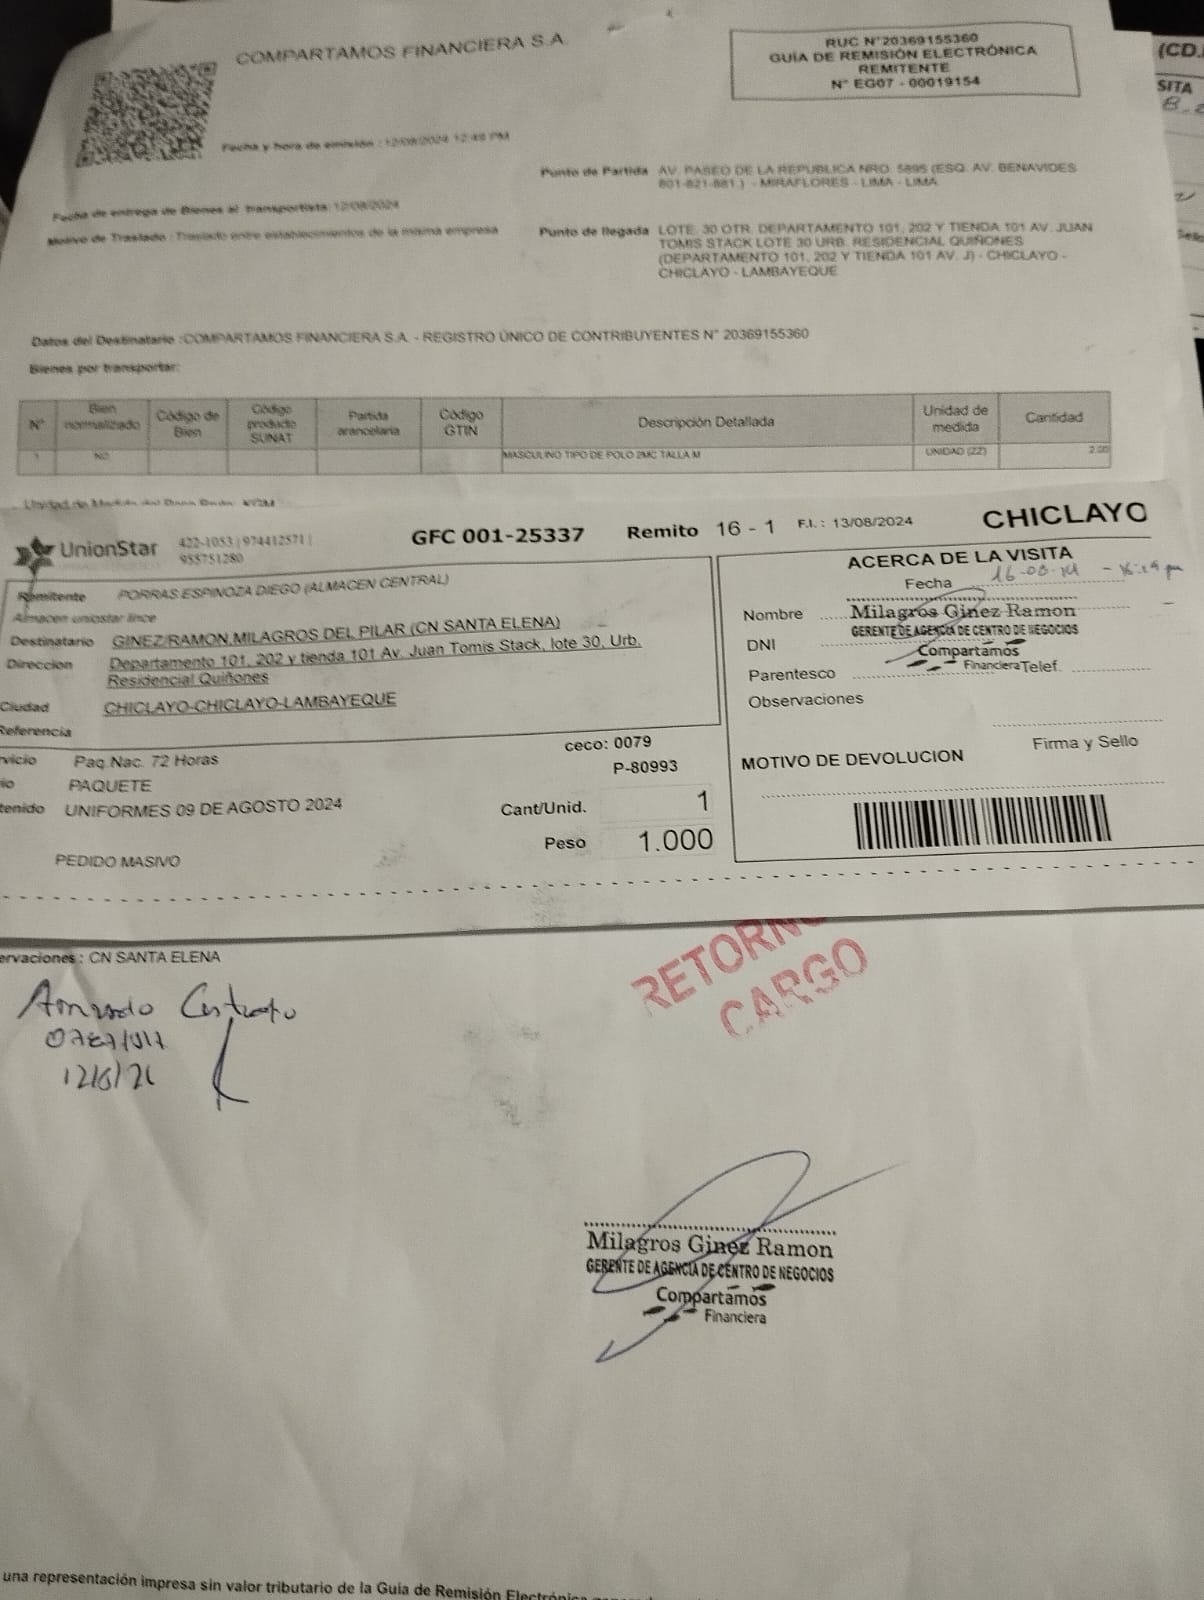 COMPARTAMOS FINANCIERA S.A.
RUC N°20369155360
GUÍA DE REMISIÓN ELECTRÓNICA
REMITENTE
N° EG07 - 00019154
(CD.
SITA
Fecha y hora de emisión : 12/08/2024 12:48 PM
Punto de Partida AV. PASEO DE LA REPUBLICA NRO. 5895 (ESQ. AV. BENAVIDES
801-821-881.) - MIRAFLORES - LIMA - LIMA
Fecha de entrega de Bienes al transportista: 12/08/2024
Motivo de Traslado : Traslado entre establecimientos de la misma empresa
Punto de llegada LOTE. 30 OTR. DEPARTAMENTO 101, 202 Y TIENDA 101 AV. JUAN
TOMIS STACK LOTE 30 URB. RESIDENCIAL QUIÑONES
(DEPARTAMENTO 101, 202 Y TIENDA 101 AV. J) - CHICLAYO -
CHICLAYO - LAMBAYEQUE
Datos del Destinatario :COMPARTAMOS FINANCIERA S.A. - REGISTRO ÚNICO DE CONTRIBUYENTES N° 20369155360
Bienes por transportar:
N° Bien normalizado Código de Bien Código producto SUNAT Partida arancelaria Código GTIN Descripción Detallada Unidad de medida Cantidad
1 NO MASCULINO TIPO DE POLO 2MC TALLA M UNIDAD (ZZ) 2.00
UnionStar 422-1053 | 974412571 |
955751280
GFC 001-25337 Remito 16 - 1 F.I. : 13/08/2024 CHICLAYO
Remitente PORRAS ESPINOZA DIEGO (ALMACEN CENTRAL)
Almacen uniostar lince
Destinatario GINEZ/RAMON MILAGROS DEL PILAR (CN SANTA ELENA)
Direccion Departamento 101, 202 y tienda 101 Av. Juan Tomis Stack, lote 30, Urb.
Residencial Quiñones
Ciudad CHICLAYO-CHICLAYO-LAMBAYEQUE
Referencia
ACERCA DE LA VISITA
Fecha
Nombre Milagros Ginez Ramon
GERENTE DE AGENCIA DE CENTRO DE NEGOCIOS
DNI
Compartamos
Financiera Telef.
Parentesco
Observaciones
Firma y Sello
MOTIVO DE DEVOLUCION
rvicio Paq.Nac. 72 Horas
io PAQUETE
tenido UNIFORMES 09 DE AGOSTO 2024
PEDIDO MASIVO
ceco: 0079
P-80993
Cant/Unid. 1
Peso 1.000
RETORNO
CARGO
ervaciones : CN SANTA ELENA
Milagros Ginez Ramon
GERENTE DE AGENCIA DE CENTRO DE NEGOCIOS
Compartamos
Financiera
una representación impresa sin valor tributario de la Guía de Remisión Electrónica